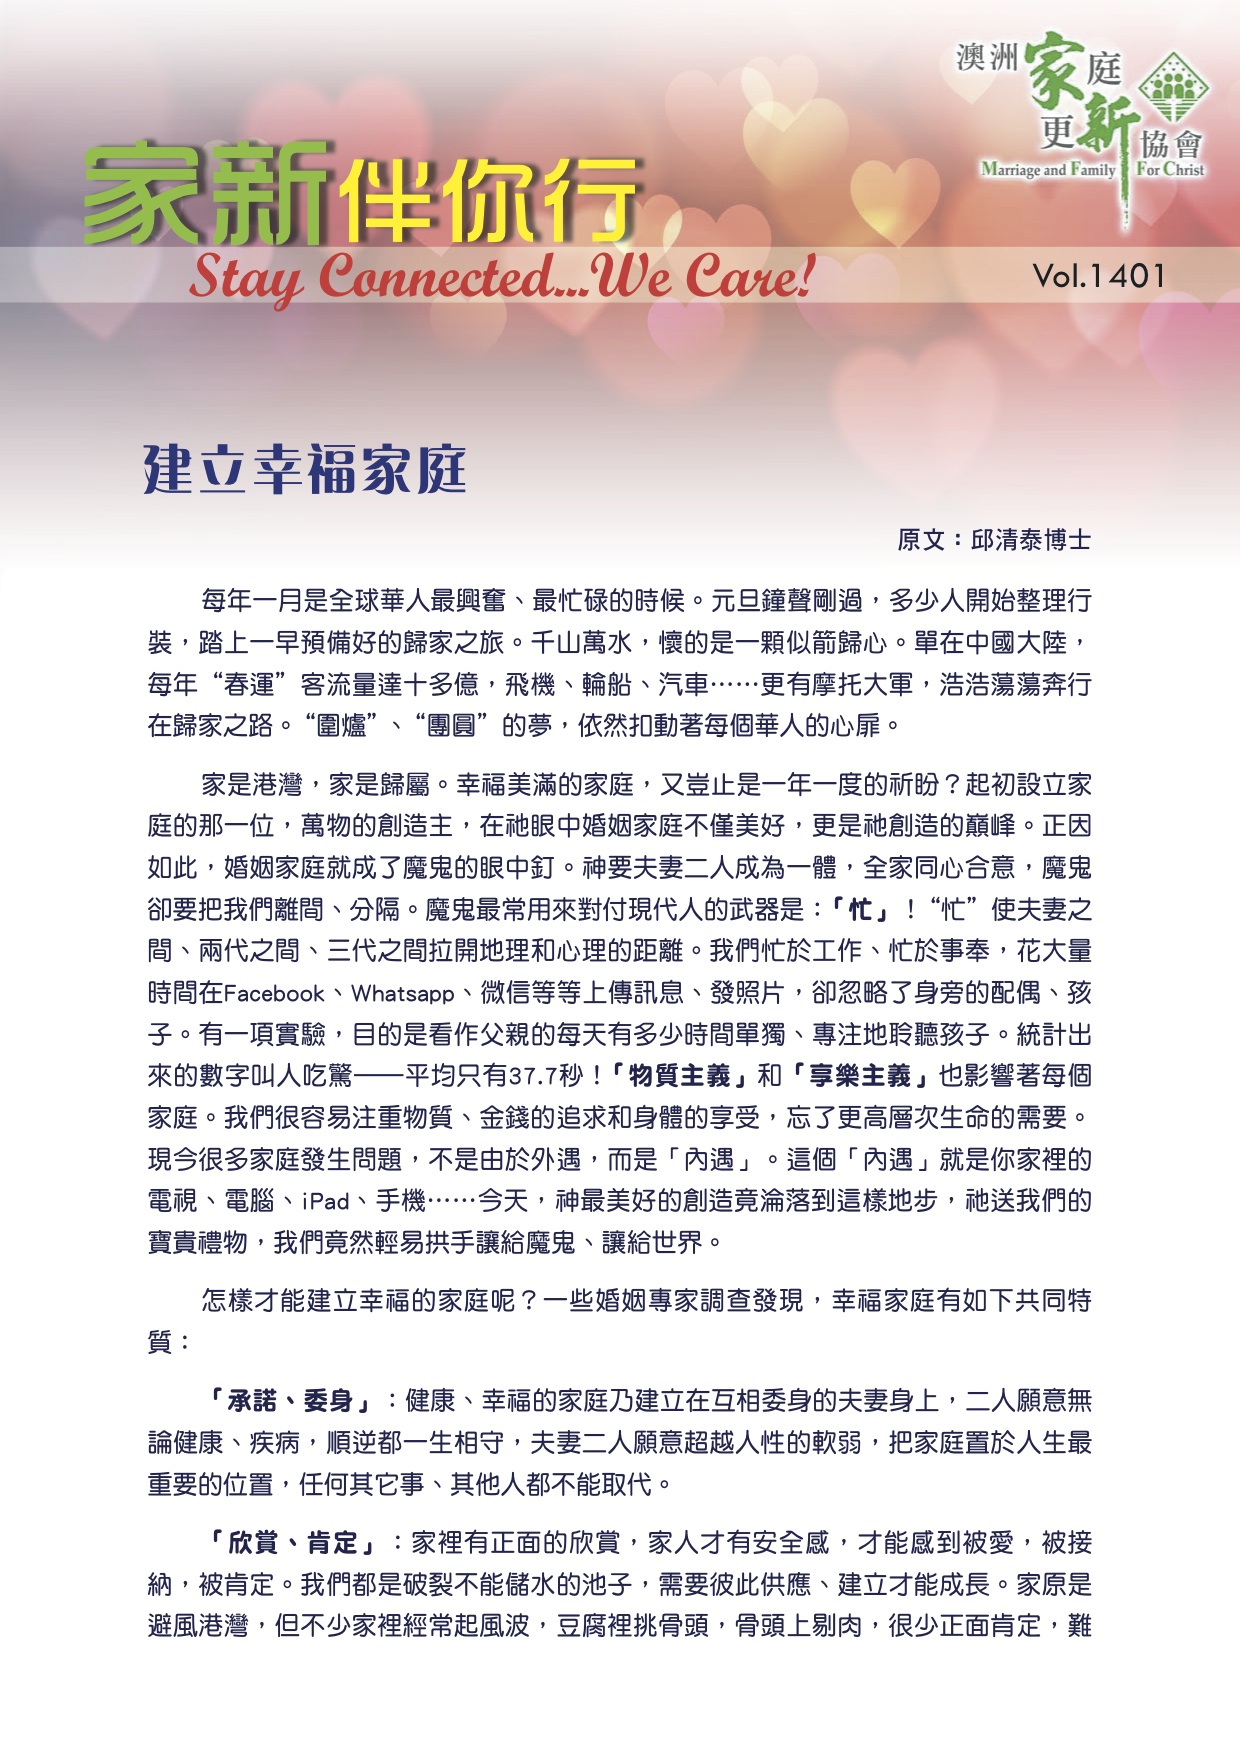 澳洲家庭
更新協會
Marriage and Family For Christ
家新伴你行
Stay Connected...We Care!
Vol.1401
建立幸福家庭
原文：邱清泰博士
每年一月是全球華人最興奮、最忙碌的時候。元旦鐘聲剛過，多少人開始整理行
裝，踏上一早預備好的歸家之旅。千山萬水，懷的是一顆似箭歸心。單在中國大陸，
每年“春運”客流量達十多億，飛機、輪船、汽車⋯⋯更有摩托大軍，浩浩蕩蕩奔行
在歸家之路。“圍爐”、“團圓”的夢，依然扣動著每個華人的心扉。
家是港灣，家是歸屬。幸福美滿的家庭，又豈止是一年一度的祈盼？起初設立家
庭的那一位，萬物的創造主，在祂眼中婚姻家庭不僅美好，更是祂創造的巔峰。正因
如此，婚姻家庭就成了魔鬼的眼中釘。神要夫妻二人成為一體，全家同心合意，魔鬼
卻要把我們離間、分隔。魔鬼最常用來對付現代人的武器是：「忙」！“忙”使夫妻之
間、兩代之間、三代之間拉開地理和心理的距離。我們忙於工作、忙於事奉，花大量
時間在Facebook、Whatsapp、微信等等上傳訊息、發照片，卻忽略了身旁的配偶、孩
子。有一項實驗，目的是看作父親的每天有多少時間單獨、專注地聆聽孩子。統計出
來的數字叫人吃驚——平均只有37.7秒！「物質主義」和「享樂主義」也影響著每個
家庭。我們很容易注重物質、金錢的追求和身體的享受，忘了更高層次生命的需要。
現今很多家庭發生問題，不是由於外遇，而是「內遇」。這個「內遇」就是你家裡的
電視、電腦、iPad、手機⋯⋯今天，神最美好的創造竟淪落到這樣地步，祂送我們的
寶貴禮物，我們竟然輕易拱手讓給魔鬼、讓給世界。
怎樣才能建立幸福的家庭呢？一些婚姻專家調查發現，幸福家庭有如下共同特
質：
「承諾、委身」：健康、幸福的家庭乃建立在互相委身的夫妻身上，二人願意無
論健康、疾病，順逆都一生相守，夫妻二人願意超越人性的軟弱，把家庭置於人生最
重要的位置，任何其它事、其他人都不能取代。
「欣賞、肯定」：家裡有正面的欣賞，家人才有安全感，才能感到被愛，被接
納，被肯定。我們都是破裂不能儲水的池子，需要彼此供應、建立才能成長。家原是
避風港灣，但不少家裡經常起風波，豆腐裡挑骨頭，骨頭上剔肉，很少正面肯定，難